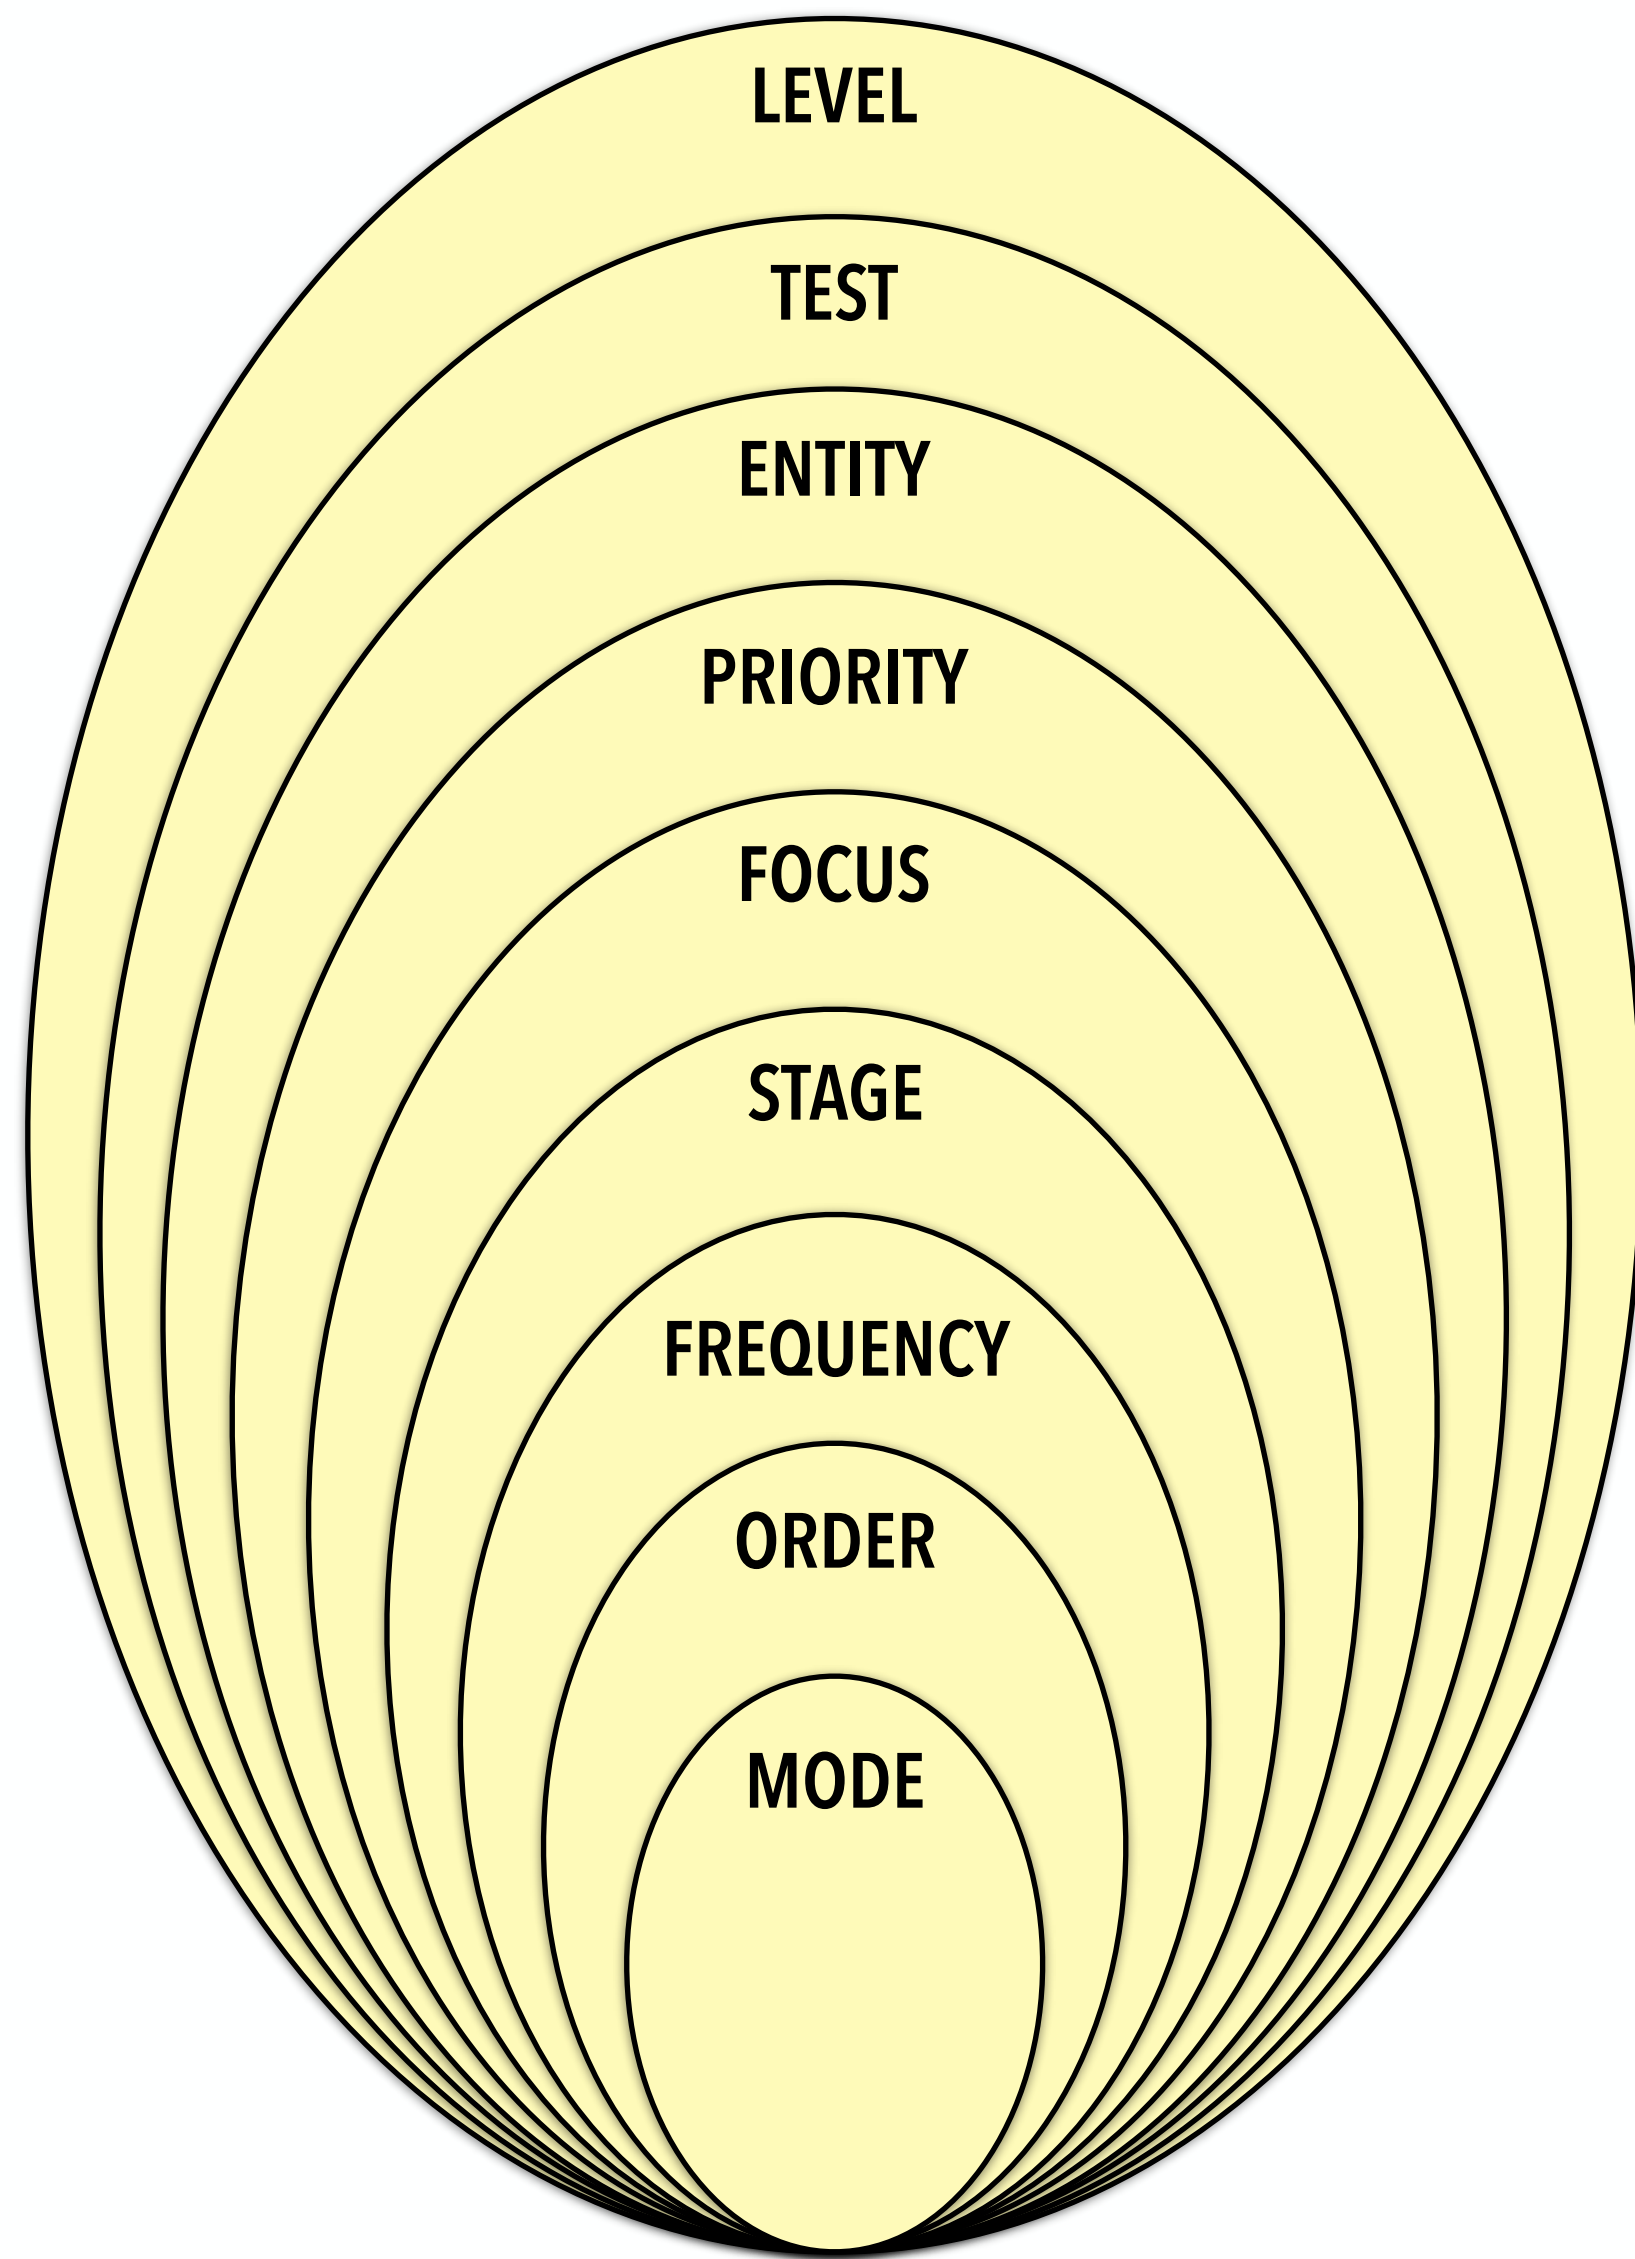 LEVEL
TEST
ENTITY
PRIORITY
FOCUS
STAGE
FREQUENCY
ORDER
MODE